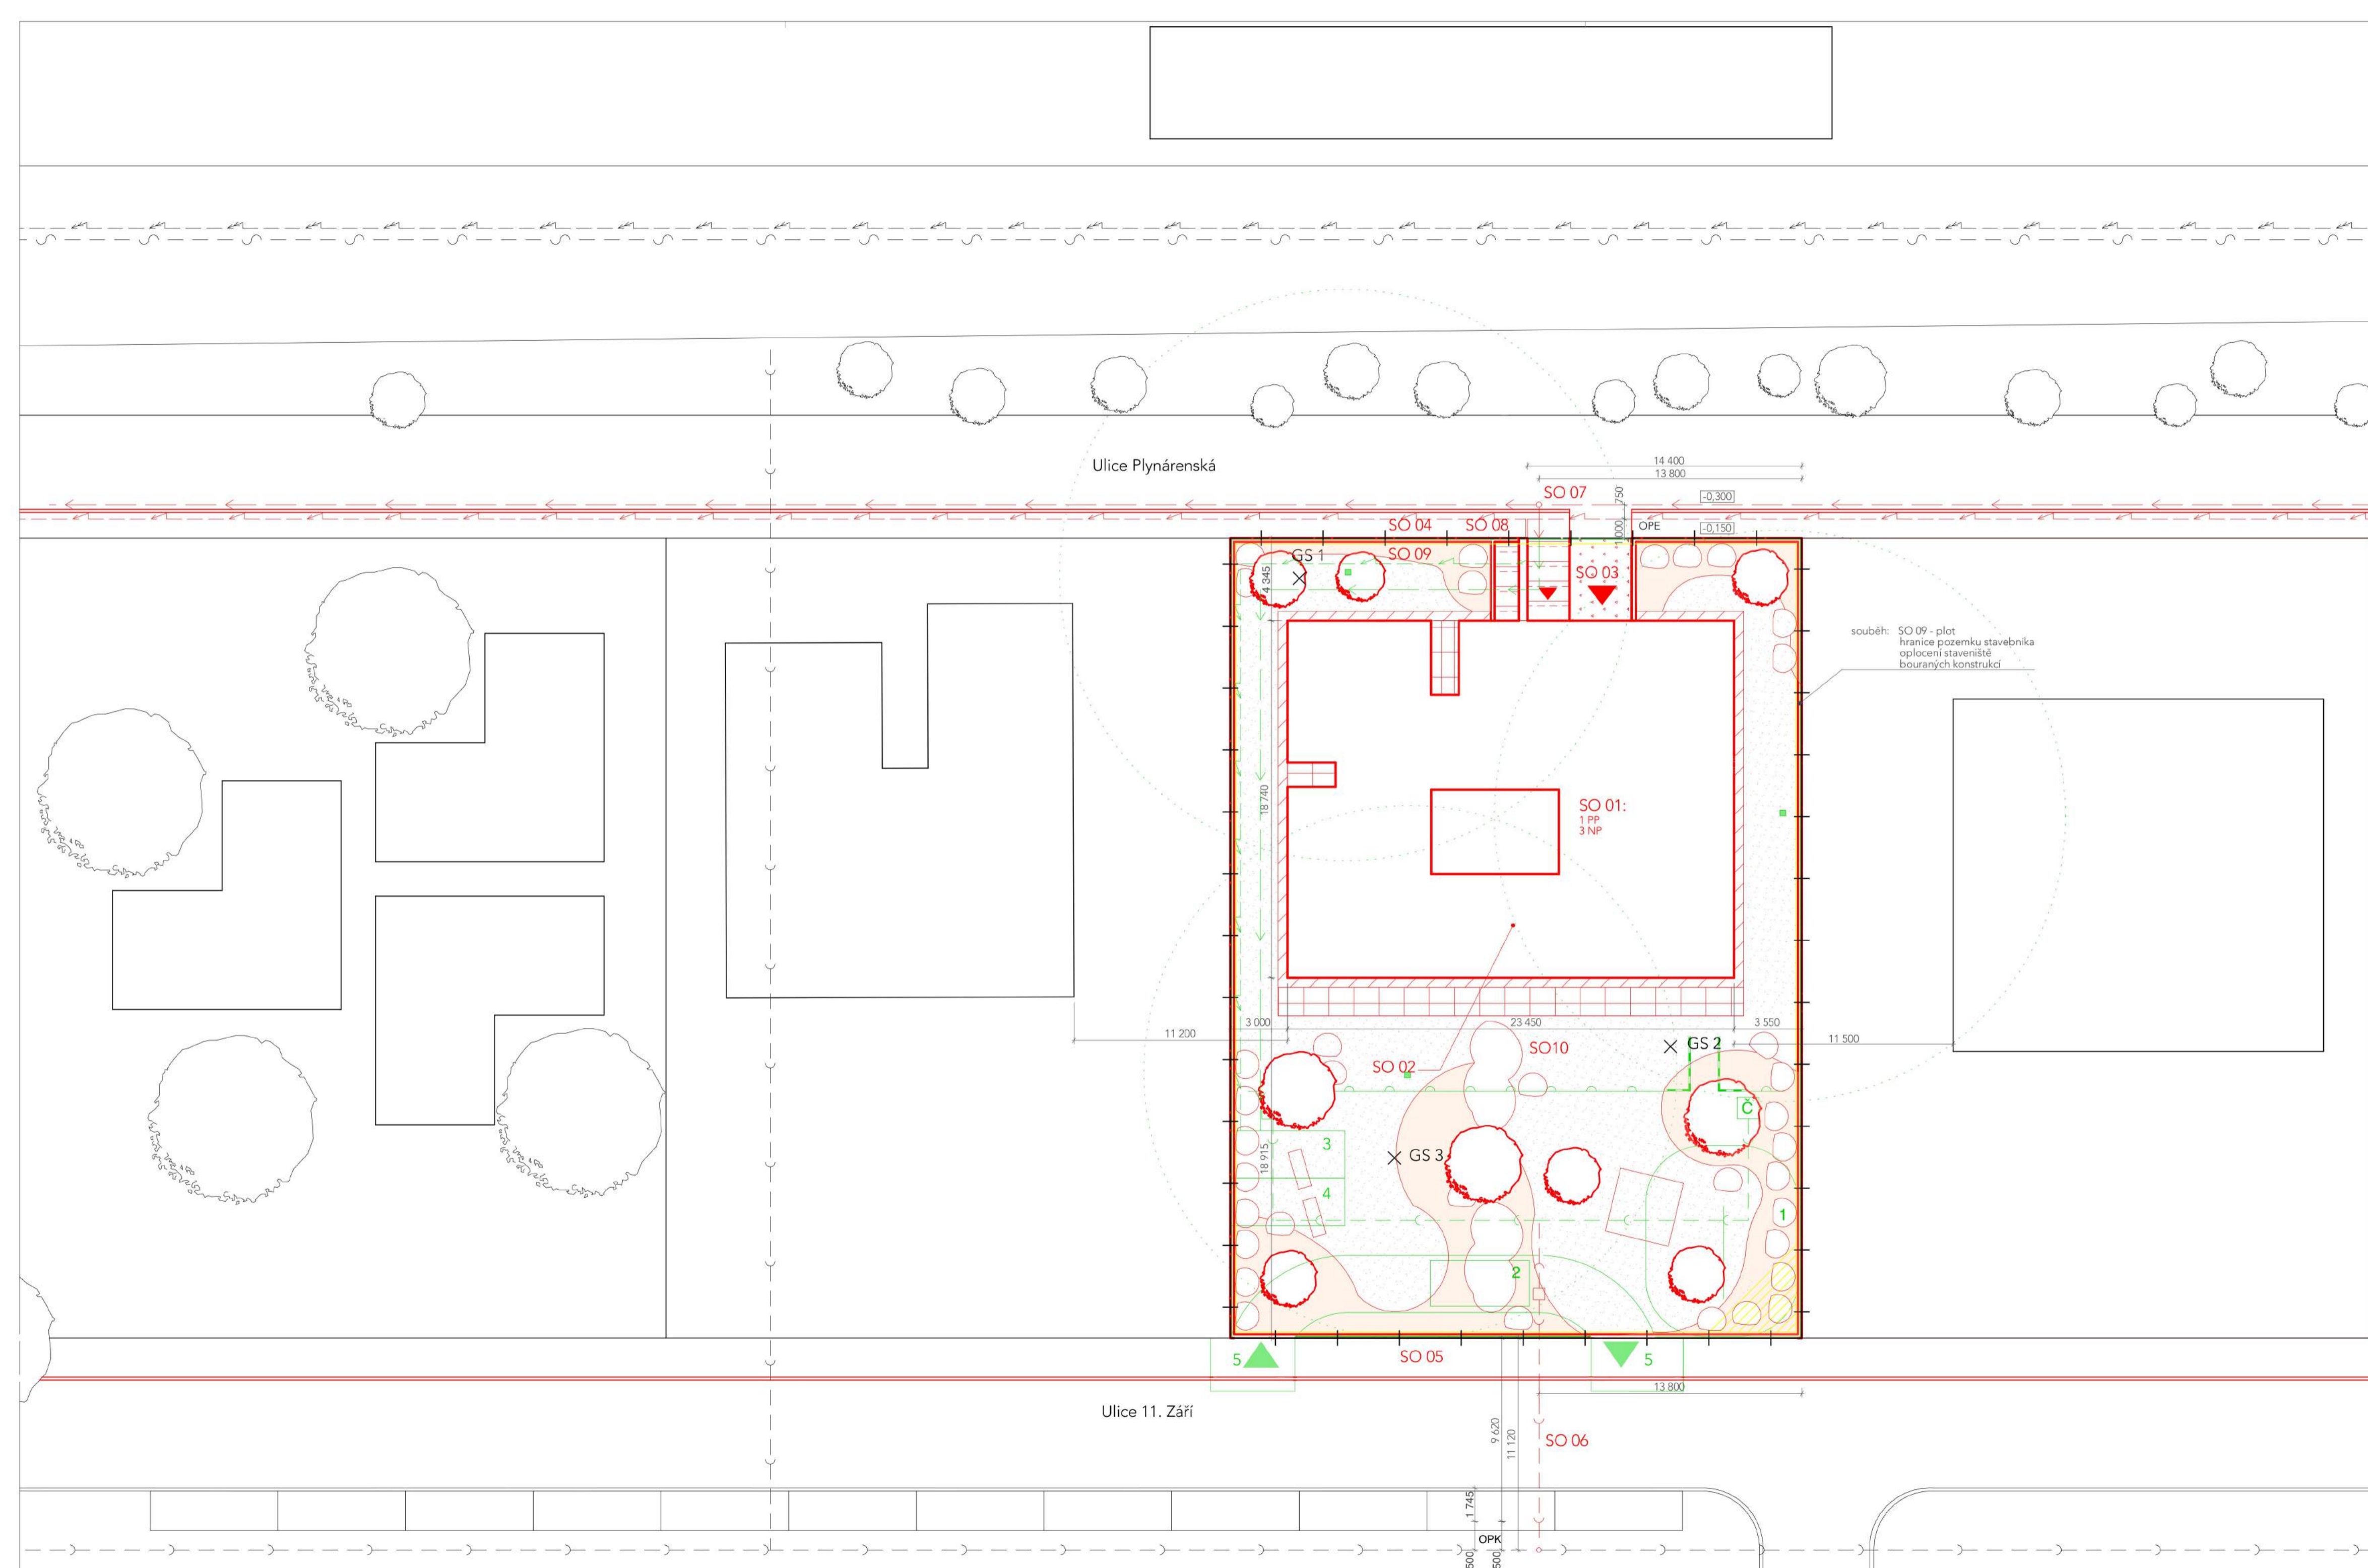 Ulice Plynárenská
14 400
13 800
SO 07
750
-0,300
SO 04
SO 08
1 000
OPE
-0,150
GS 1
SO 09
4 345
SO 03
souběh: SO 09 - plot
hranice pozemku stavebníka
oplocení staveniště
bouraných konstrukcí
18 740
SO 01:
1 PP
3 NP
11 200
3 000
23 450
3 550
11 500
SO10
GS 2
SO 02
Č
3
GS 3
18 915
4
1
2
5
SO 05
5
13 800
Ulice 11. Září
9 620
11 120
SO 06
1 745
OPK
500
500